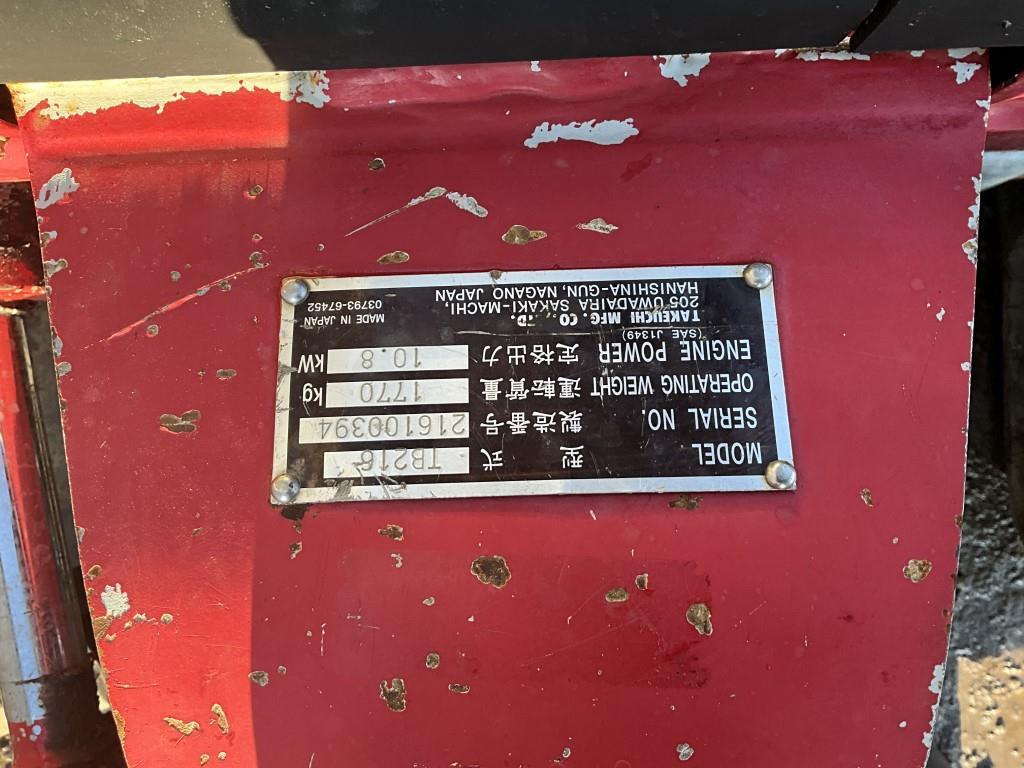 MODEL 型式 TB216
SERIAL NO. 製造番号 216100394
OPERATING WEIGHT 運転質量 1770 kg
ENGINE POWER 定格出力 10.8 kW
(SAE J1349)
TAKEUCHI MFG. CO., TD. MADE IN JAPAN
205 UWADAIRA SAKAKI-MACHI, 03793-67452
HANISHINA-GUN, NAGANO JAPAN